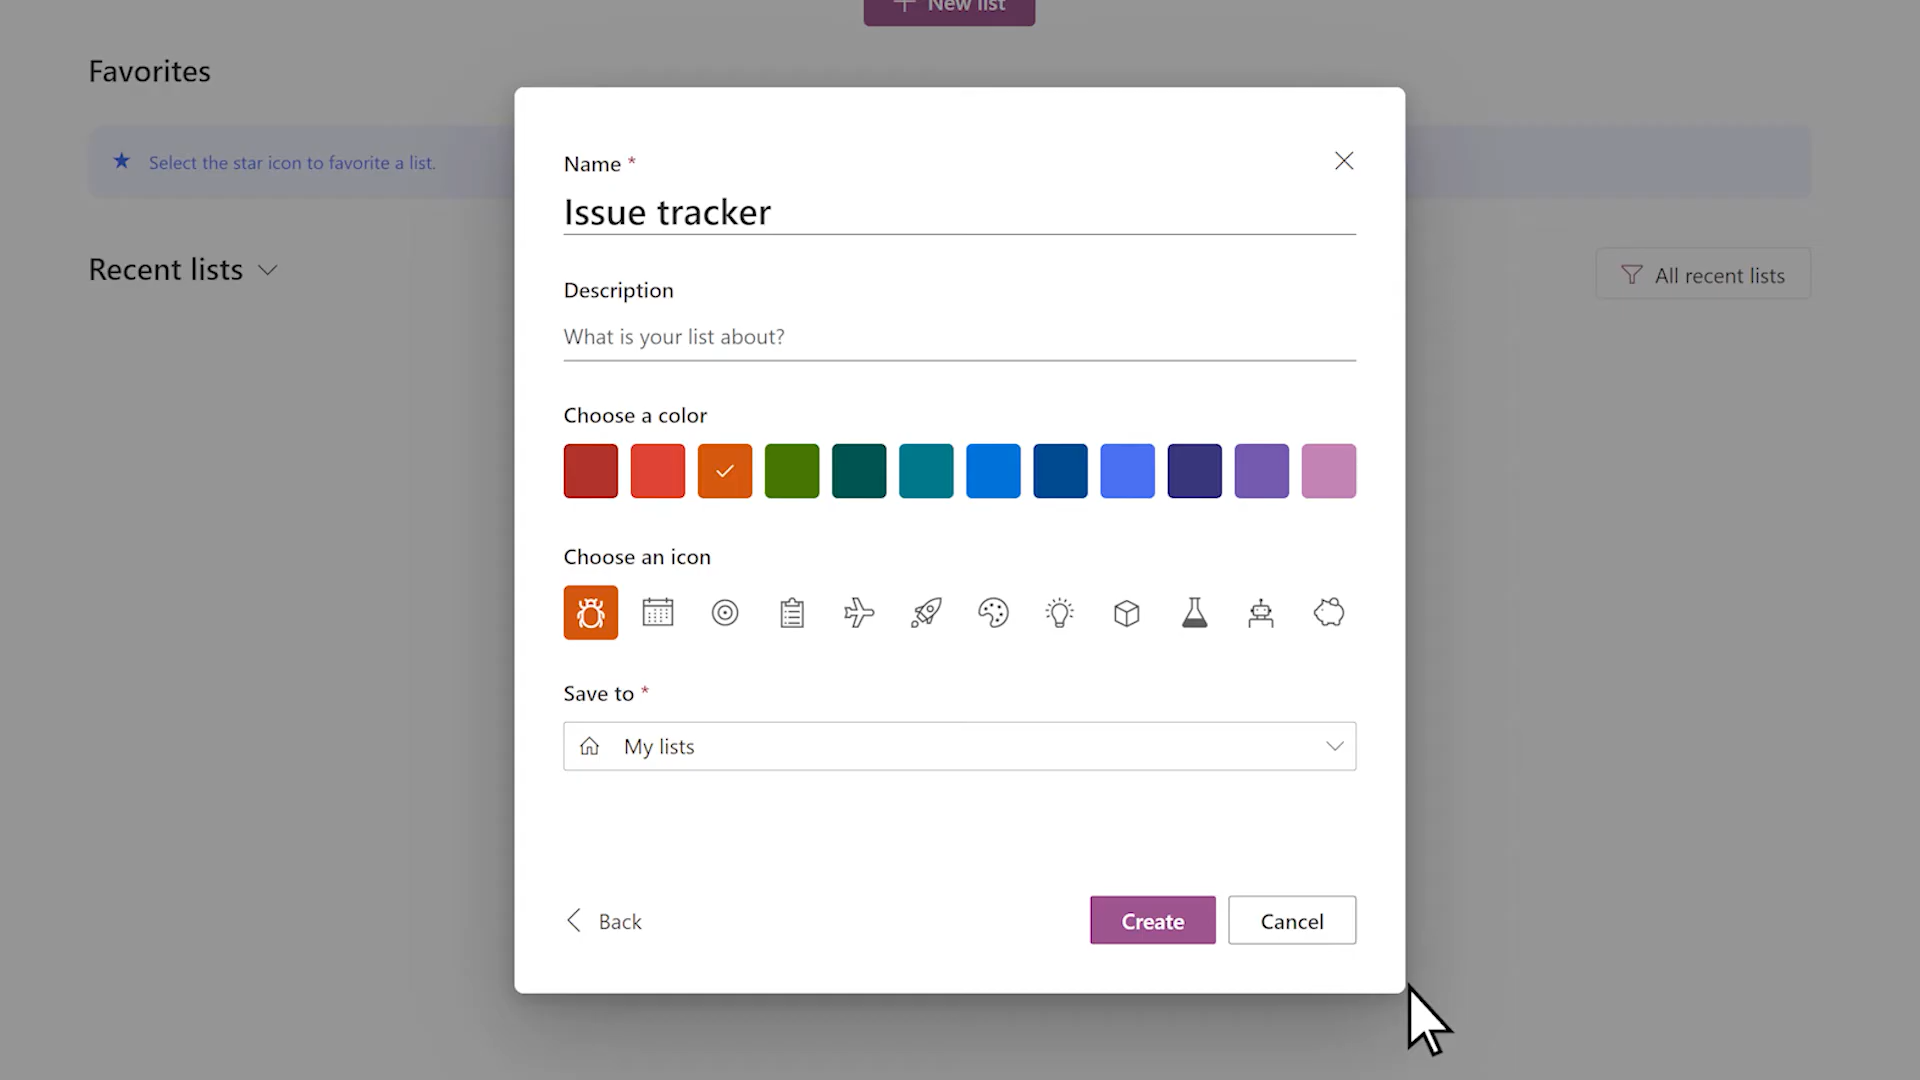 New list
Favorites
Select the star icon to favorite a list.
Recent lists
All recent lists
Name *
Issue tracker
Description
What is your list about?
Choose a color
Choose an icon
Save to *
My lists
Back
Create
Cancel